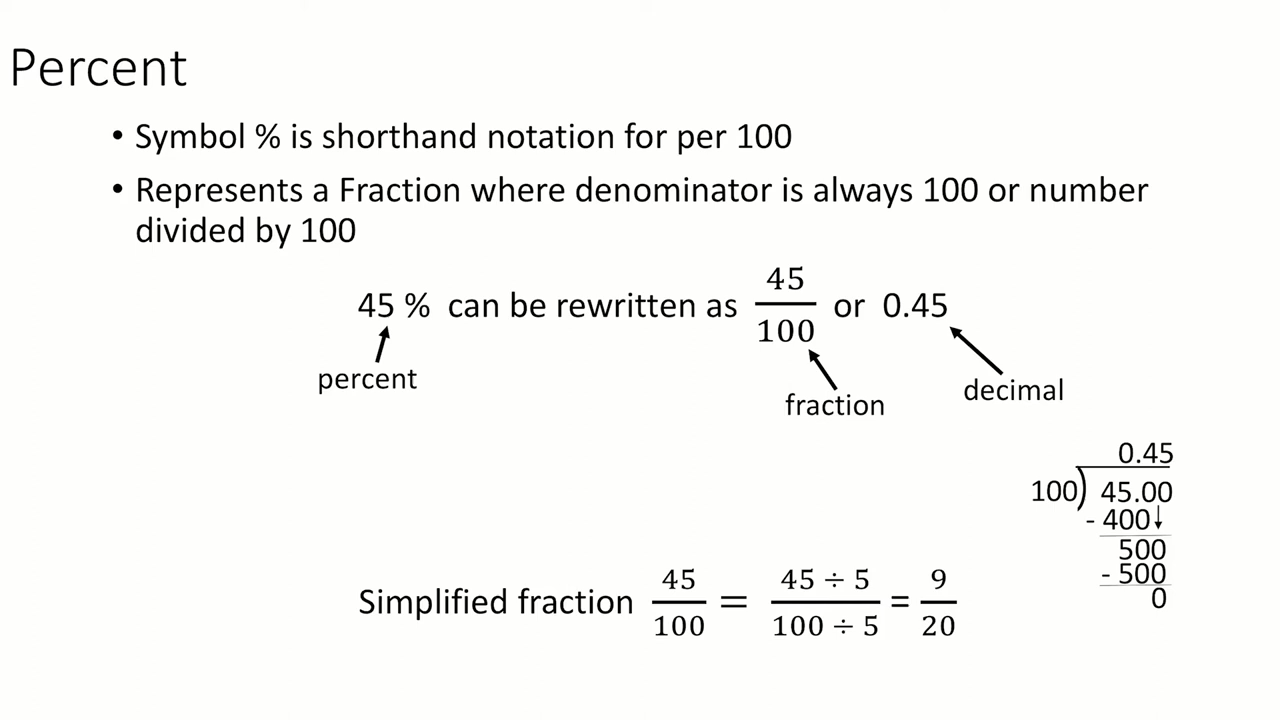 Percent
• Symbol % is shorthand notation for per 100
• Represents a Fraction where denominator is always 100 or number
divided by 100
45 % can be rewritten as 45/100 or 0.45
percent
fraction
decimal
0.45
100) 45.00
- 400↓
500
- 500
0
Simplified fraction 45/100 = 45 ÷ 5/100 ÷ 5 = 9/20